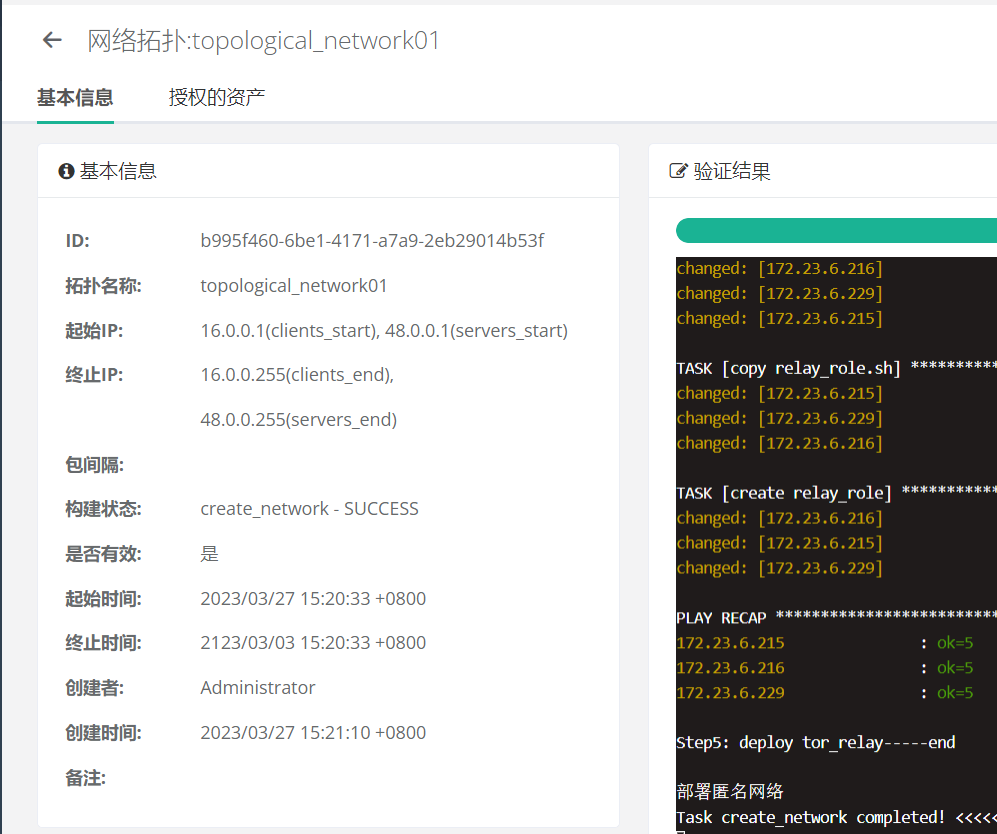 网络拓扑:topological_network01
基本信息 授权的资产
基本信息
ID: b995f460-6be1-4171-a7a9-2eb29014b53f
拓扑名称: topological_network01
起始IP: 16.0.0.1(clients_start), 48.0.0.1(servers_start)
终止IP: 16.0.0.255(clients_end),
48.0.0.255(servers_end)
包间隔:
构建状态: create_network - SUCCESS
是否有效: 是
起始时间: 2023/03/27 15:20:33 +0800
终止时间: 2123/03/03 15:20:33 +0800
创建者: Administrator
创建时间: 2023/03/27 15:21:10 +0800
备注:
验证结果
changed: [172.23.6.216]
changed: [172.23.6.229]
changed: [172.23.6.215]
TASK [copy relay_role.sh] **********
changed: [172.23.6.215]
changed: [172.23.6.229]
changed: [172.23.6.216]
TASK [create relay_role] ***********
changed: [172.23.6.216]
changed: [172.23.6.215]
changed: [172.23.6.229]
PLAY RECAP *************************
172.23.6.215 : ok=5
172.23.6.216 : ok=5
172.23.6.229 : ok=5
Step5: deploy tor_relay-----end
部署匿名网络
Task create_network completed! <<<<<